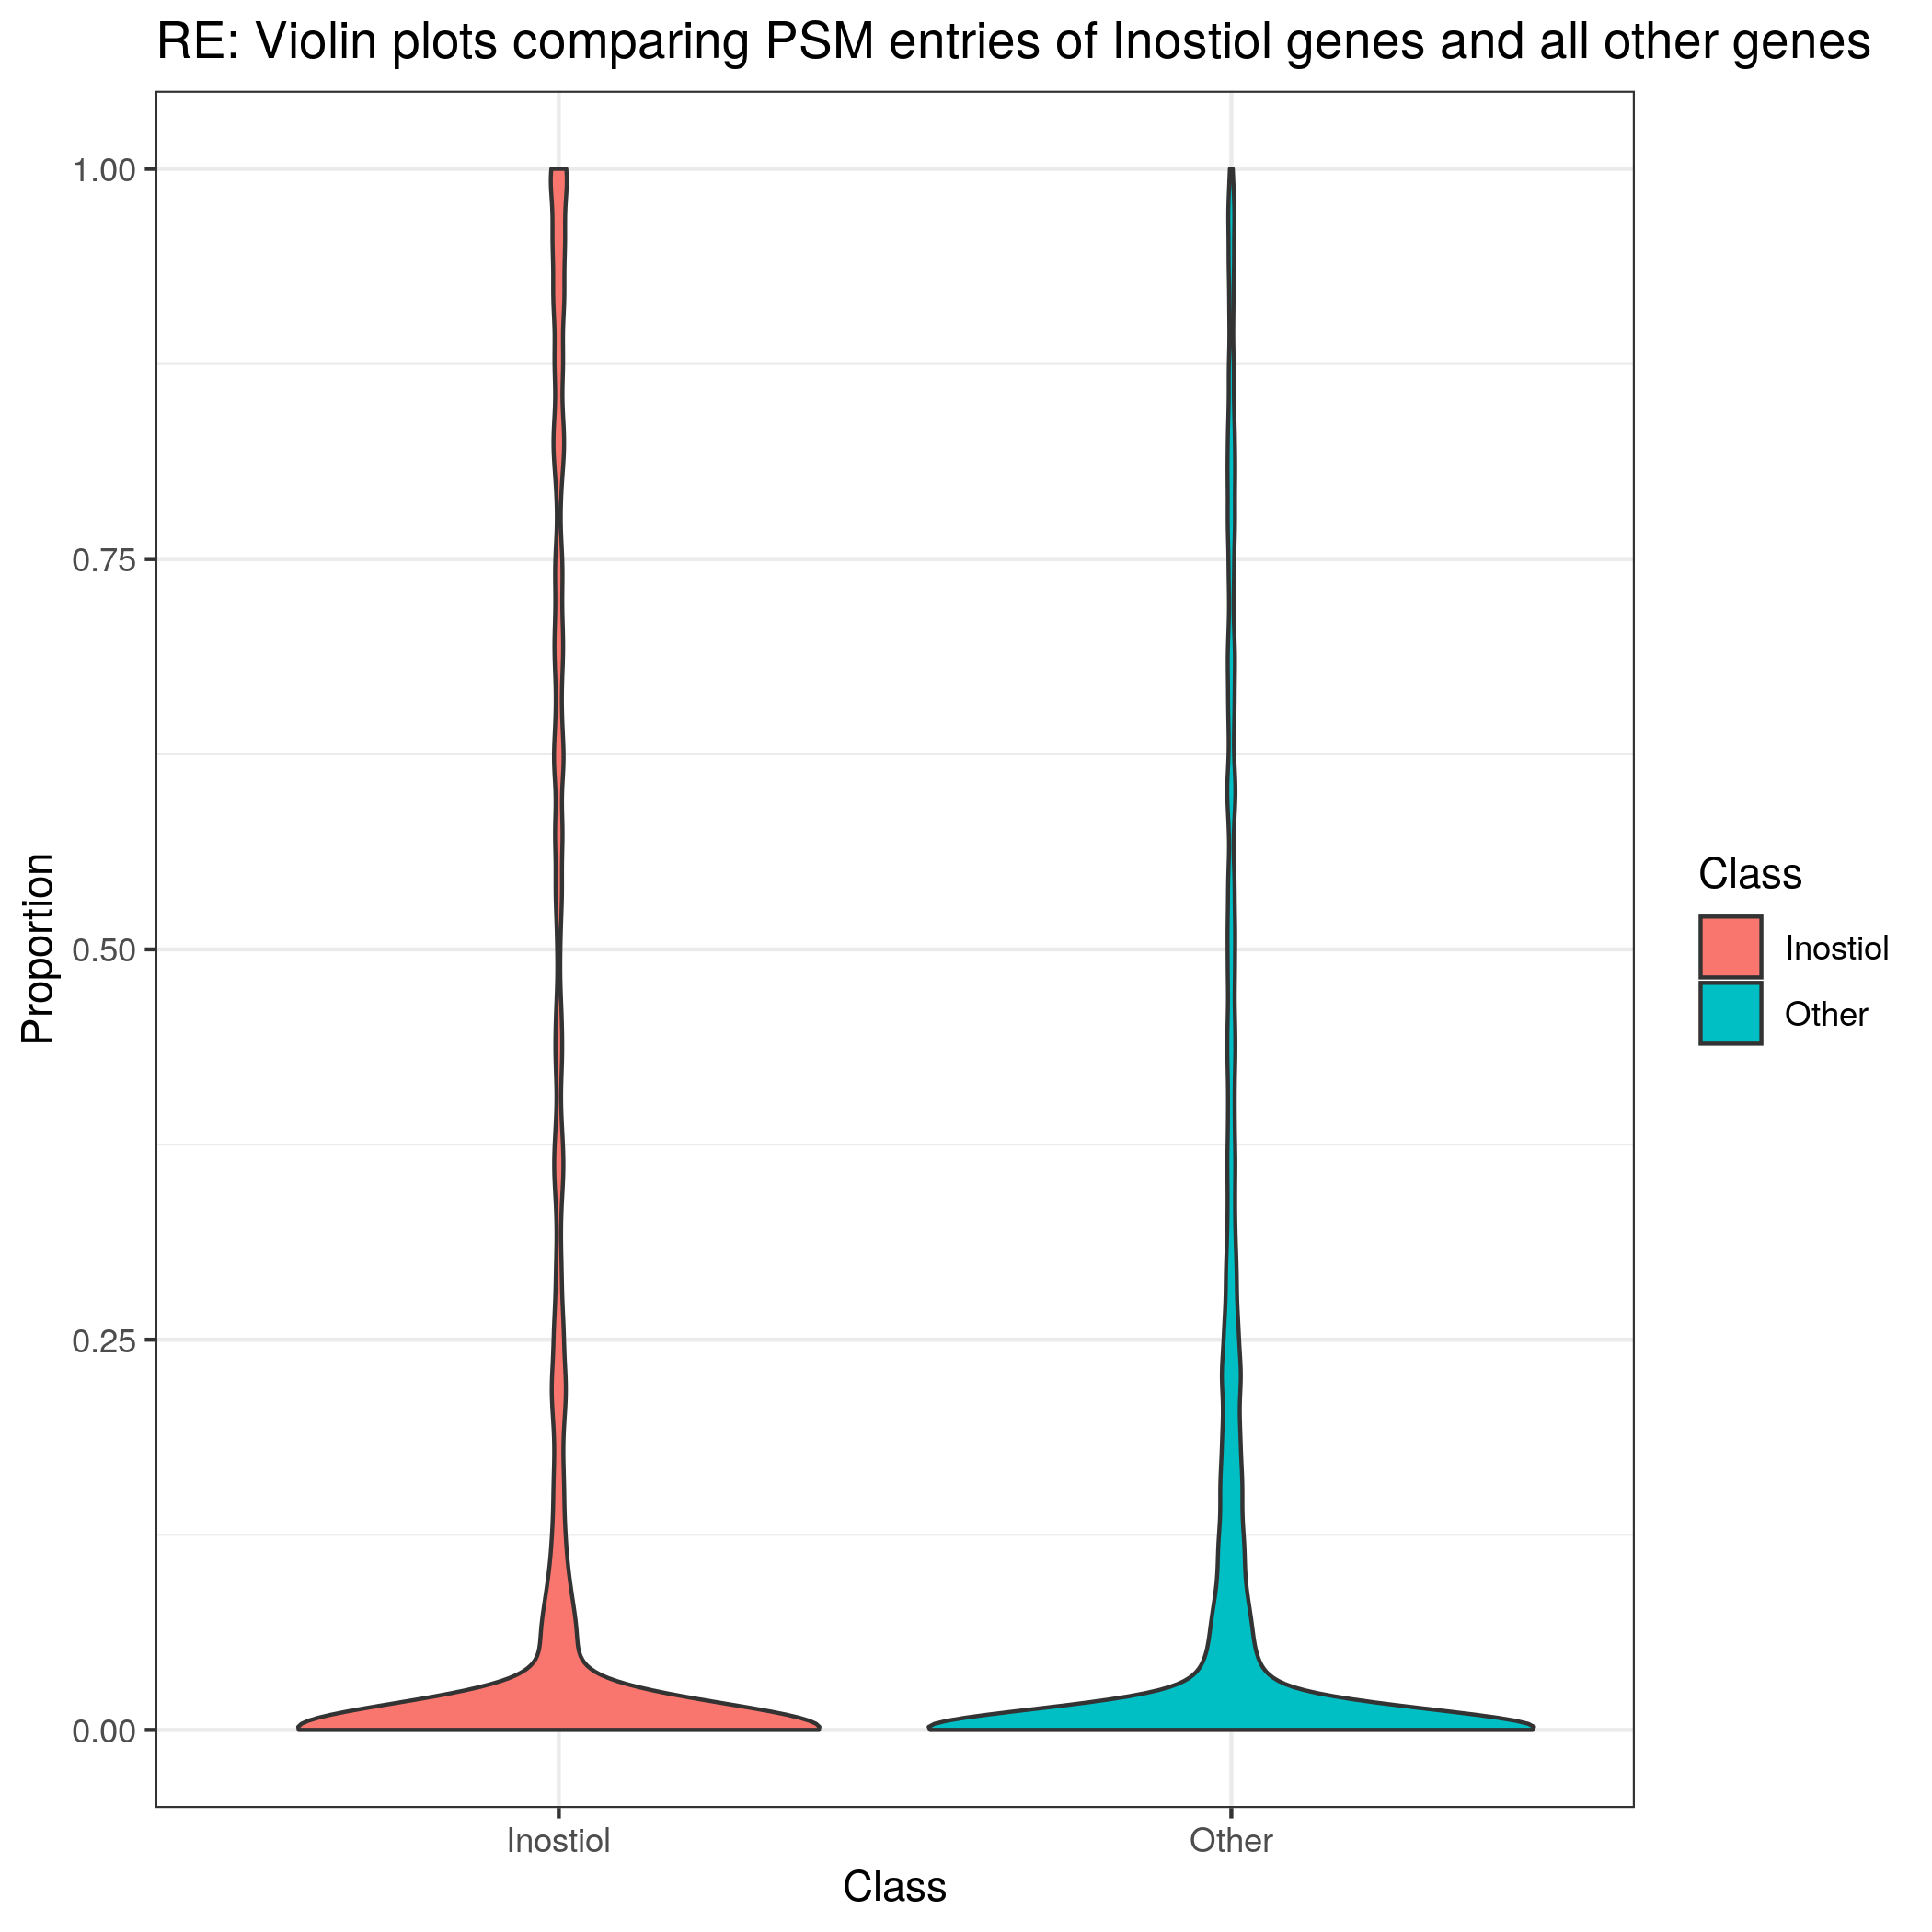 RE: Violin plots comparing PSM entries of Inostiol genes and all other genes
1.00
0.75
0.50
0.25
0.00
Proportion
Inostiol
Other
Class
Class
Inostiol
Other